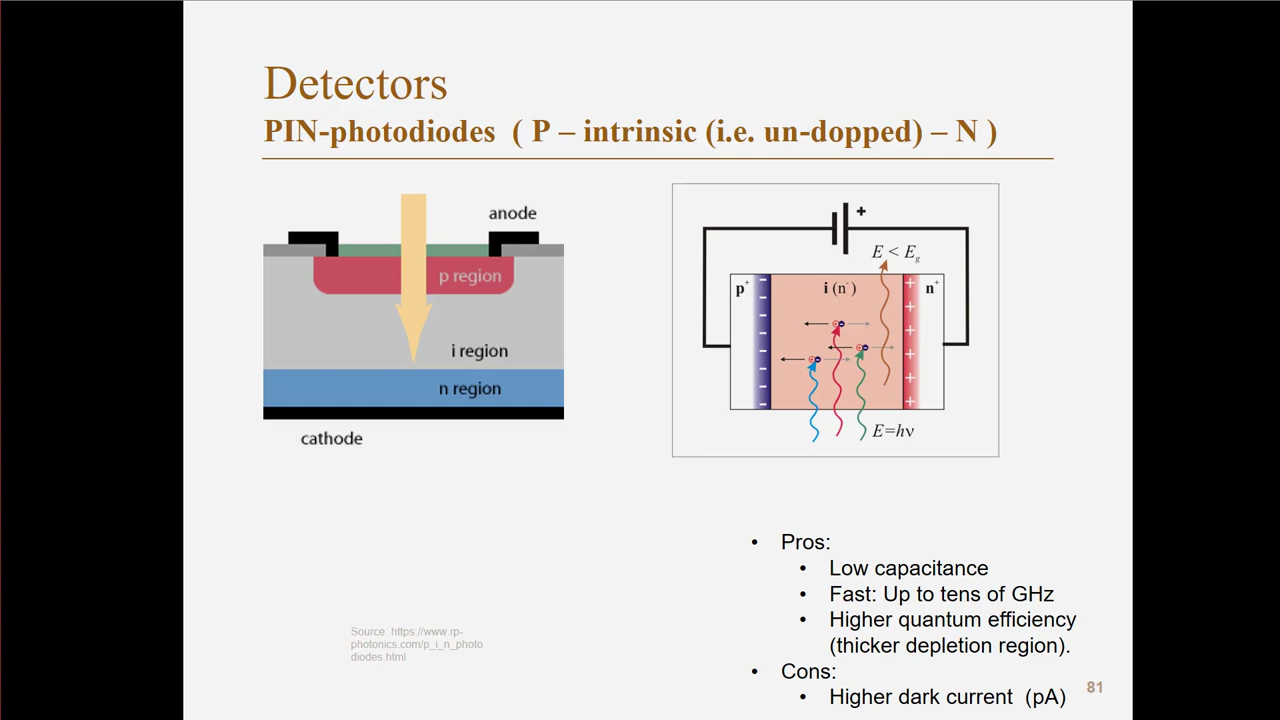 Detectors
PIN-photodiodes ( P – intrinsic (i.e. un-dopped) – N )
anode
p region
i region
n region
cathode
+
E < Eg
p+
i (n-)
n+
E=hν
• Pros:
• Low capacitance
• Fast: Up to tens of GHz
• Higher quantum efficiency
(thicker depletion region).
• Cons:
• Higher dark current (pA)
Source: https://www.rp-
photonics.com/p_i_n_photo
diodes.html
81